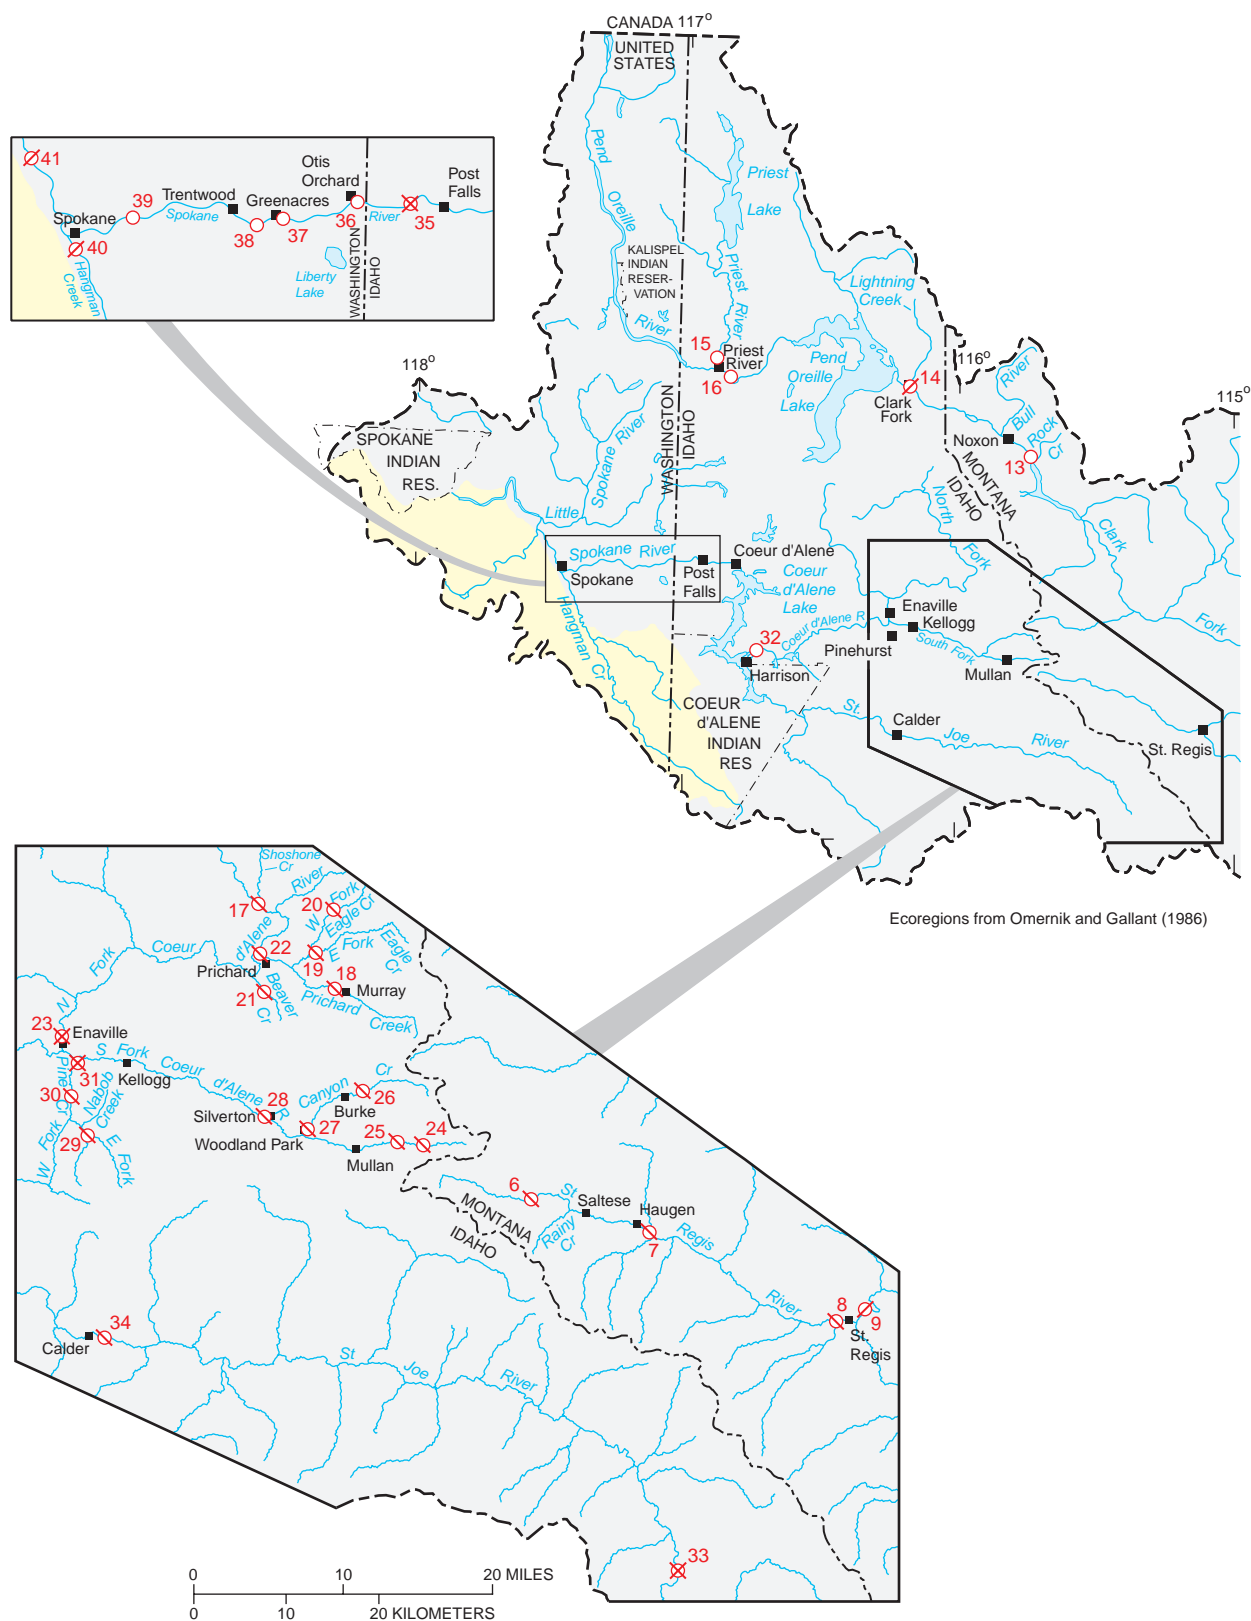 CANADA 117°
UNITED
STATES
Pend
Oreille
River
Priest
Lake
Priest
River
KALISPEL
INDIAN
RESER-
VATION
Lightning
Creek
15
Priest
River
16
Pend
Oreille
Lake
14
Clark
Fork
116°
River
Bull
Rock
Cr
Noxon
13
115°
MONTANA
IDAHO
Clark
Fork
WASHINGTON
IDAHO
118°
SPOKANE
INDIAN
RES.
Little
Spokane
River
Spokane River
Spokane
Post
Falls
Coeur d'Alene
Coeur
d'Alene
Lake
Hangman Cr
32
Coeur d'Alene R
Harrison
COEUR
d'ALENE
INDIAN
RES
North
Fork
Enaville
Kellogg
Pinehurst
South Fork
Mullan
St.
Joe
River
Calder
St. Regis
41
Spokane
40
Hangman
Creek
39
Trentwood
Spokane
38
Greenacres
37
Otis
Orchard
36
River
35
Post
Falls
Liberty
Lake
WASHINGTON
IDAHO
Ecoregions from Omernik and Gallant (1986)
Shoshone
Cr
River
17
20
W
Fork
Eagle Cr
d'Alene
22
19
E
Fork
Eagle
Cr
N
Fork
Coeur
Prichard
21
Beaver
Cr
18
Murray
Prichard
Creek
23
Enaville
S
Fork
Coeur
d'Alene
R
31
Kellogg
30
Pine
Cr
Nabob
Creek
29
W
Fork
E
Fork
28
Silverton
Canyon
Cr
26
Burke
27
Woodland Park
25
24
Mullan
MONTANA
IDAHO
6
St
Saltese
Haugen
Rainy
Cr
7
Regis
River
8
9
St.
Regis
34
Calder
St
Joe
River
33
0
10
20 MILES
0
10
20 KILOMETERS